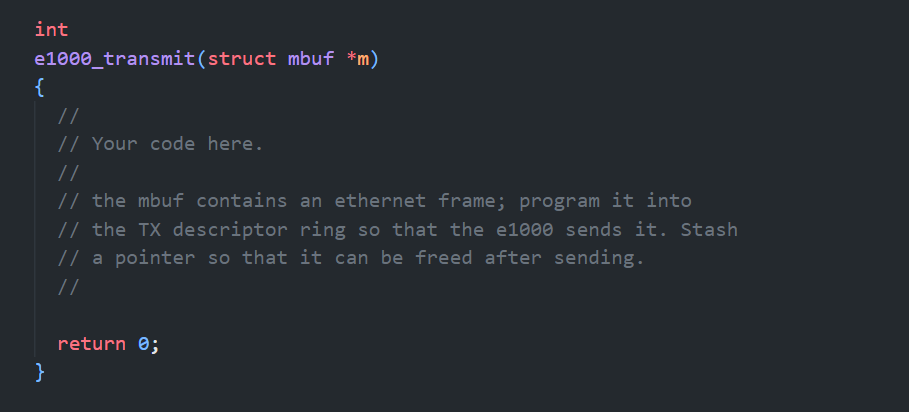 int
e1000_transmit(struct mbuf *m)
{
  //
  // Your code here.
  //
  // the mbuf contains an ethernet frame; program it into
  // the TX descriptor ring so that the e1000 sends it. Stash
  // a pointer so that it can be freed after sending.
  //
  return 0;
}